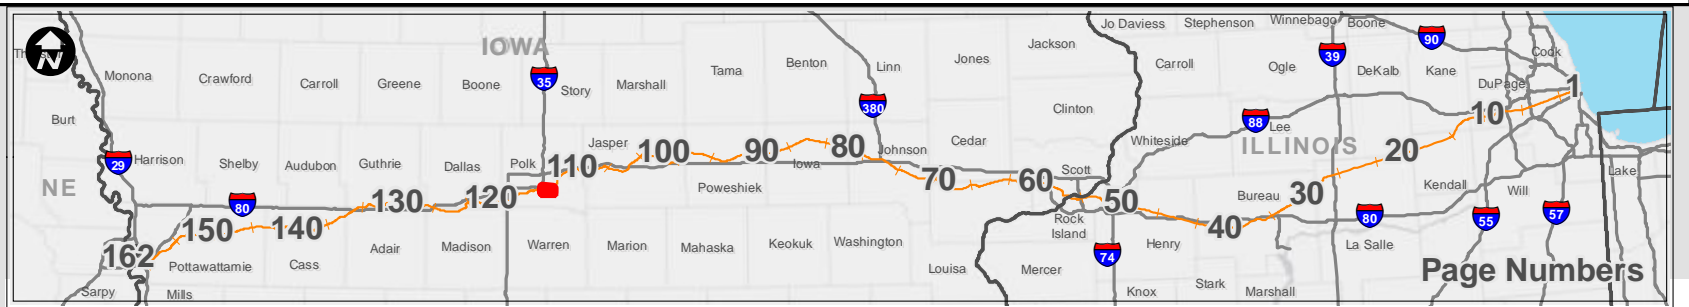 N
IOWA
NE
ILLINOIS
Monona
Crawford
Carroll
Greene
Boone
35
Story
Marshall
Tama
Benton
Linn
Jones
Jackson
Jo Daviess
Stephenson
Winnebago
Boone
90
39
Cook
Carroll
Ogle
DeKalb
Kane
DuPage
1
10
Burt
380
Clinton
88
Lee
Whiteside
20
29
Harrison
Shelby
Audubon
Guthrie
Dallas
Polk
Jasper
110
100
90
80
Iowa
Johnson
Cedar
70
60
Scott
50
Rock
Island
40
Bureau
30
Kendall
Will
Lake
80
130
120
Poweshiek
80
55
57
162
150
140
Pottawattamie
Cass
Adair
Madison
Warren
Marion
Mahaska
Keokuk
Washington
Louisa
Mercer
74
Henry
La Salle
Sarpy
Mills
Knox
Stark
Marshall
Page Numbers